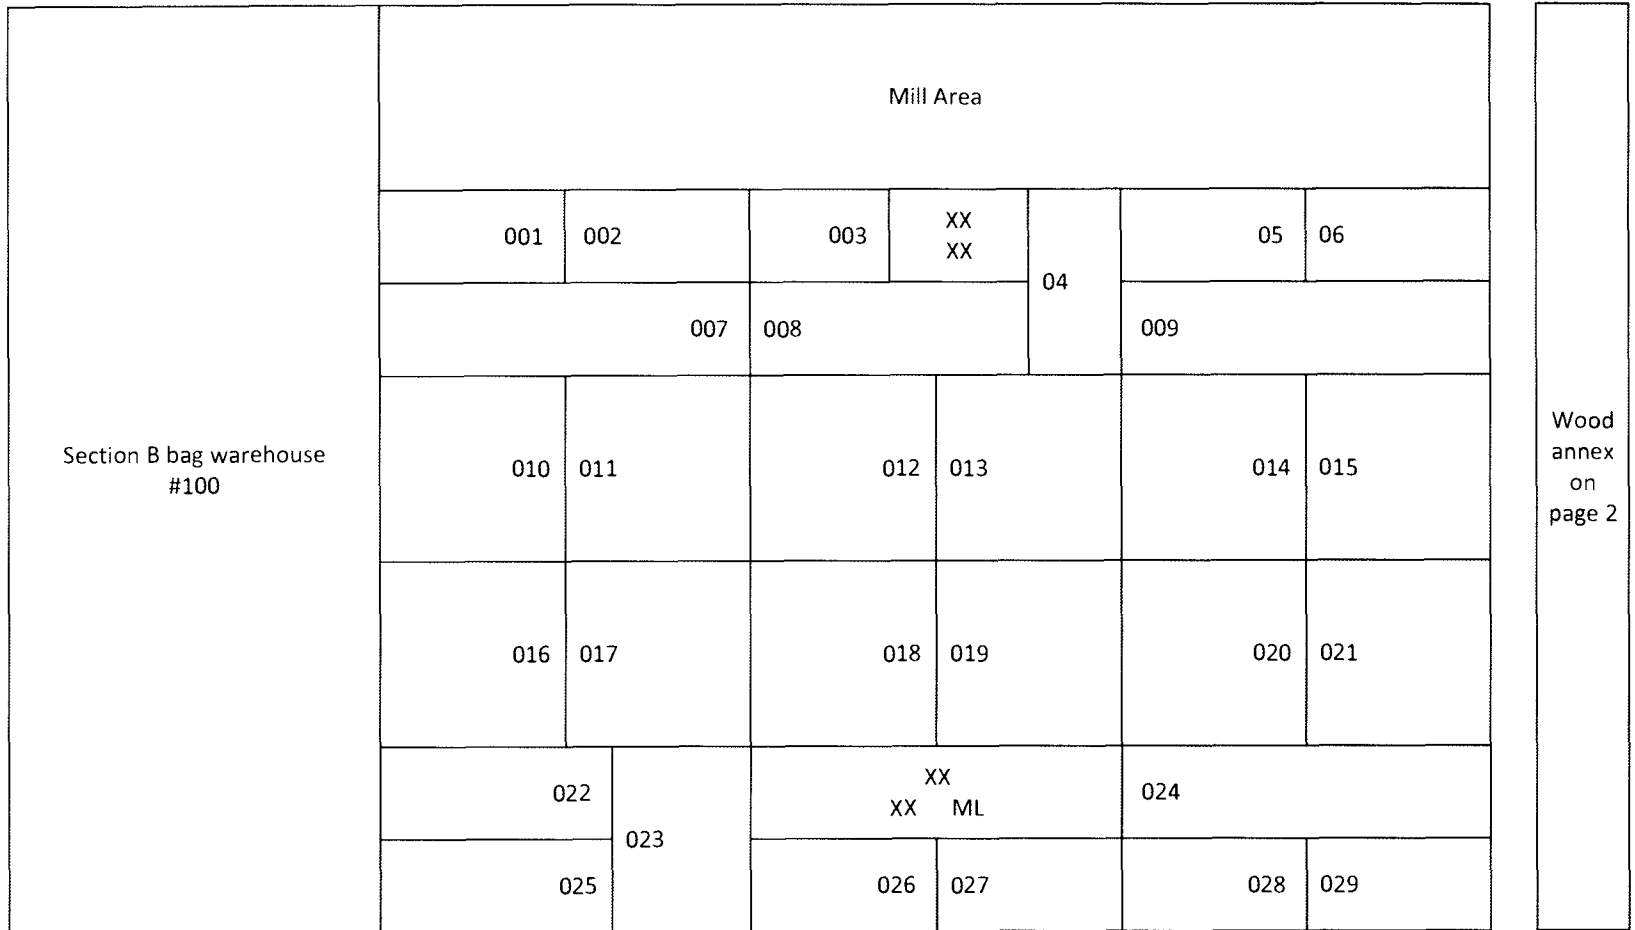 Mill Area
001 002 003 XX 05 06
XX
04
007 008 009
Section B bag warehouse
#100
010 011 012 013 014 015
Wood
annex
on
page 2
016 017 018 019 020 021
022 XX 024
XX ML
023
025 026 027 028 029